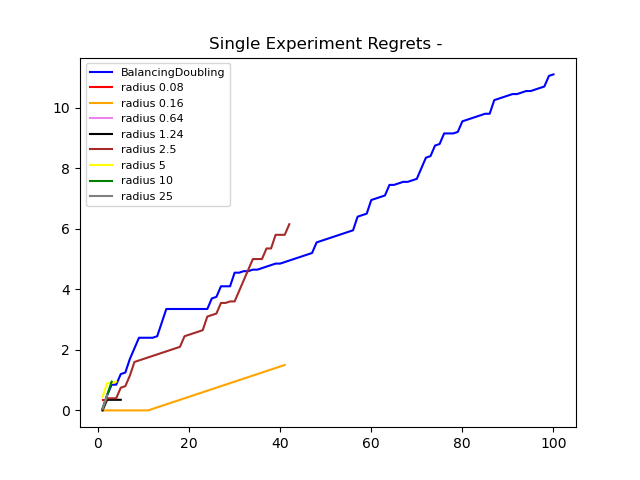 Single Experiment Regrets -
BalancingDoubling
radius 0.08
radius 0.16
radius 0.64
radius 1.24
radius 2.5
radius 5
radius 10
radius 25
10
8
6
4
2
0
0 20 40 60 80 100